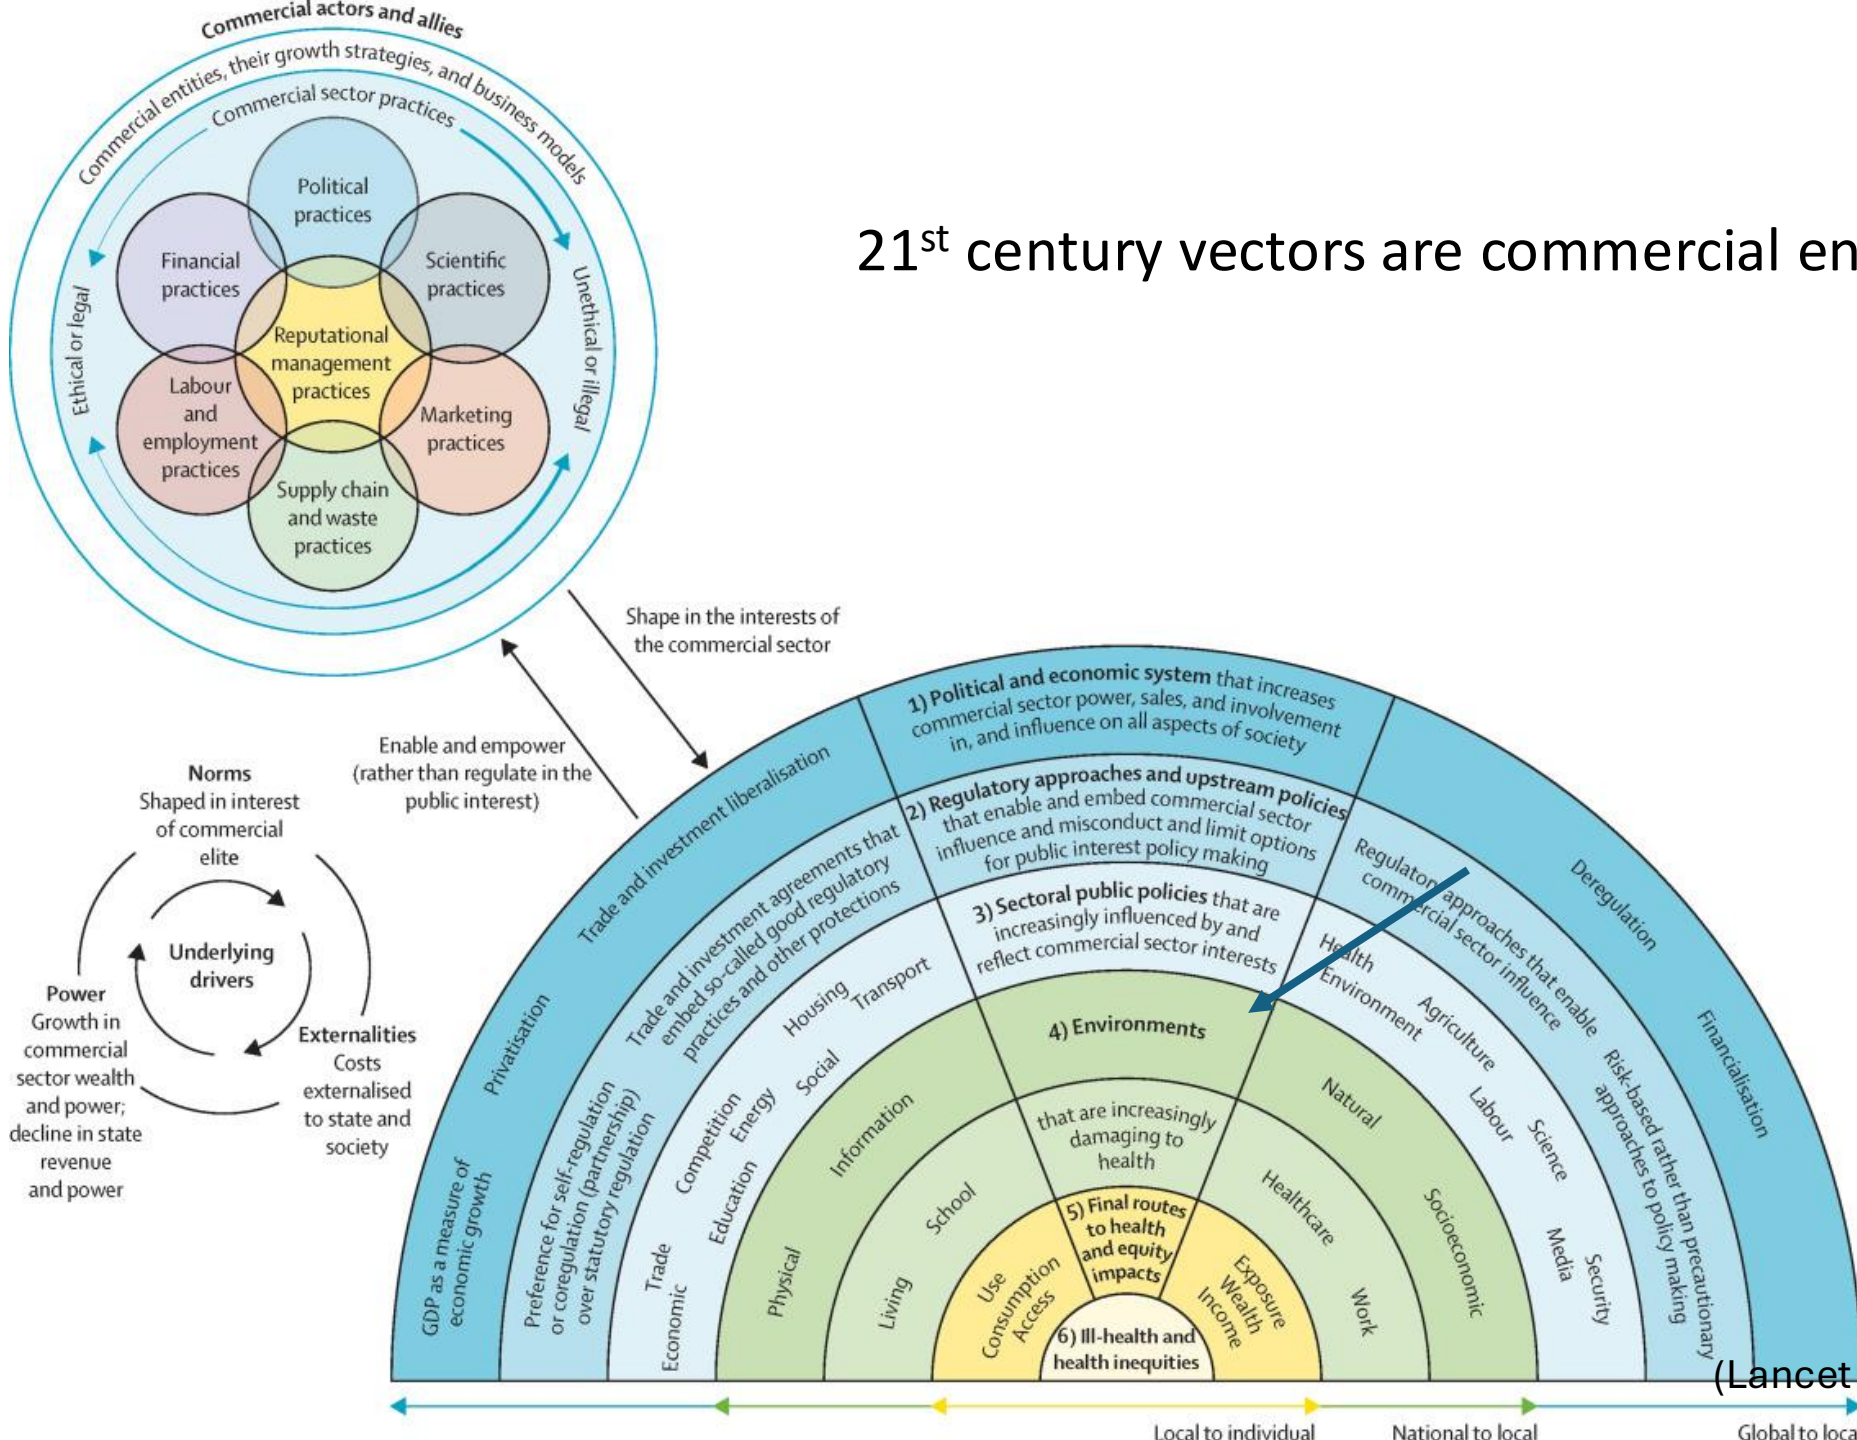 Commercial actors and allies
Commercial entities, their growth strategies, and business models
Commercial sector practices
Ethical or legal
Unethical or illegal
Political
practices
Financial
practices
Scientific
practices
Reputational
management
practices
Labour
and
employment
practices
Marketing
practices
Supply chain
and waste
practices
21st century vectors are commercial en
Shape in the interests of
the commercial sector
Enable and empower
(rather than regulate in the
public interest)
Norms
Shaped in interest
of commercial
elite
Underlying
drivers
Power
Growth in
commercial
sector wealth
and power;
decline in state
revenue
and power
Externalities
Costs
externalised
to state and
society
1) Political and economic system that increases
commercial sector power, sales, and involvement
in, and influence on all aspects of society
GDP as a measure of
economic growth
Privatisation
Trade and investment liberalisation
Deregulation
Financialisation
2) Regulatory approaches and upstream policies
that enable and embed commercial sector
influence and misconduct and limit options
for public interest policy making
Preference for self-regulation
or coregulation (partnership)
over statutory regulation
Trade and investment agreements that
embed so-called good regulatory
practices and other protections
Regulatory approaches that enable
commercial sector influence
Risk-based rather than precautionary
approaches to policy making
3) Sectoral public policies that are
increasingly influenced by and
reflect commercial sector interests
Economic
Trade
Education
Competition
Energy
Social
Housing
Transport
Health
Environment
Agriculture
Labour
Science
Media
Security
4) Environments
Physical
Information
Natural
Socioeconomic
that are increasingly
damaging to
health
Living
School
Healthcare
Work
5) Final routes
to health
and equity
impacts
Use
Consumption
Access
Exposure
Wealth
Income
6) Ill-health and
health inequities
(Lancet
Local to individual
National to local
Global to loca